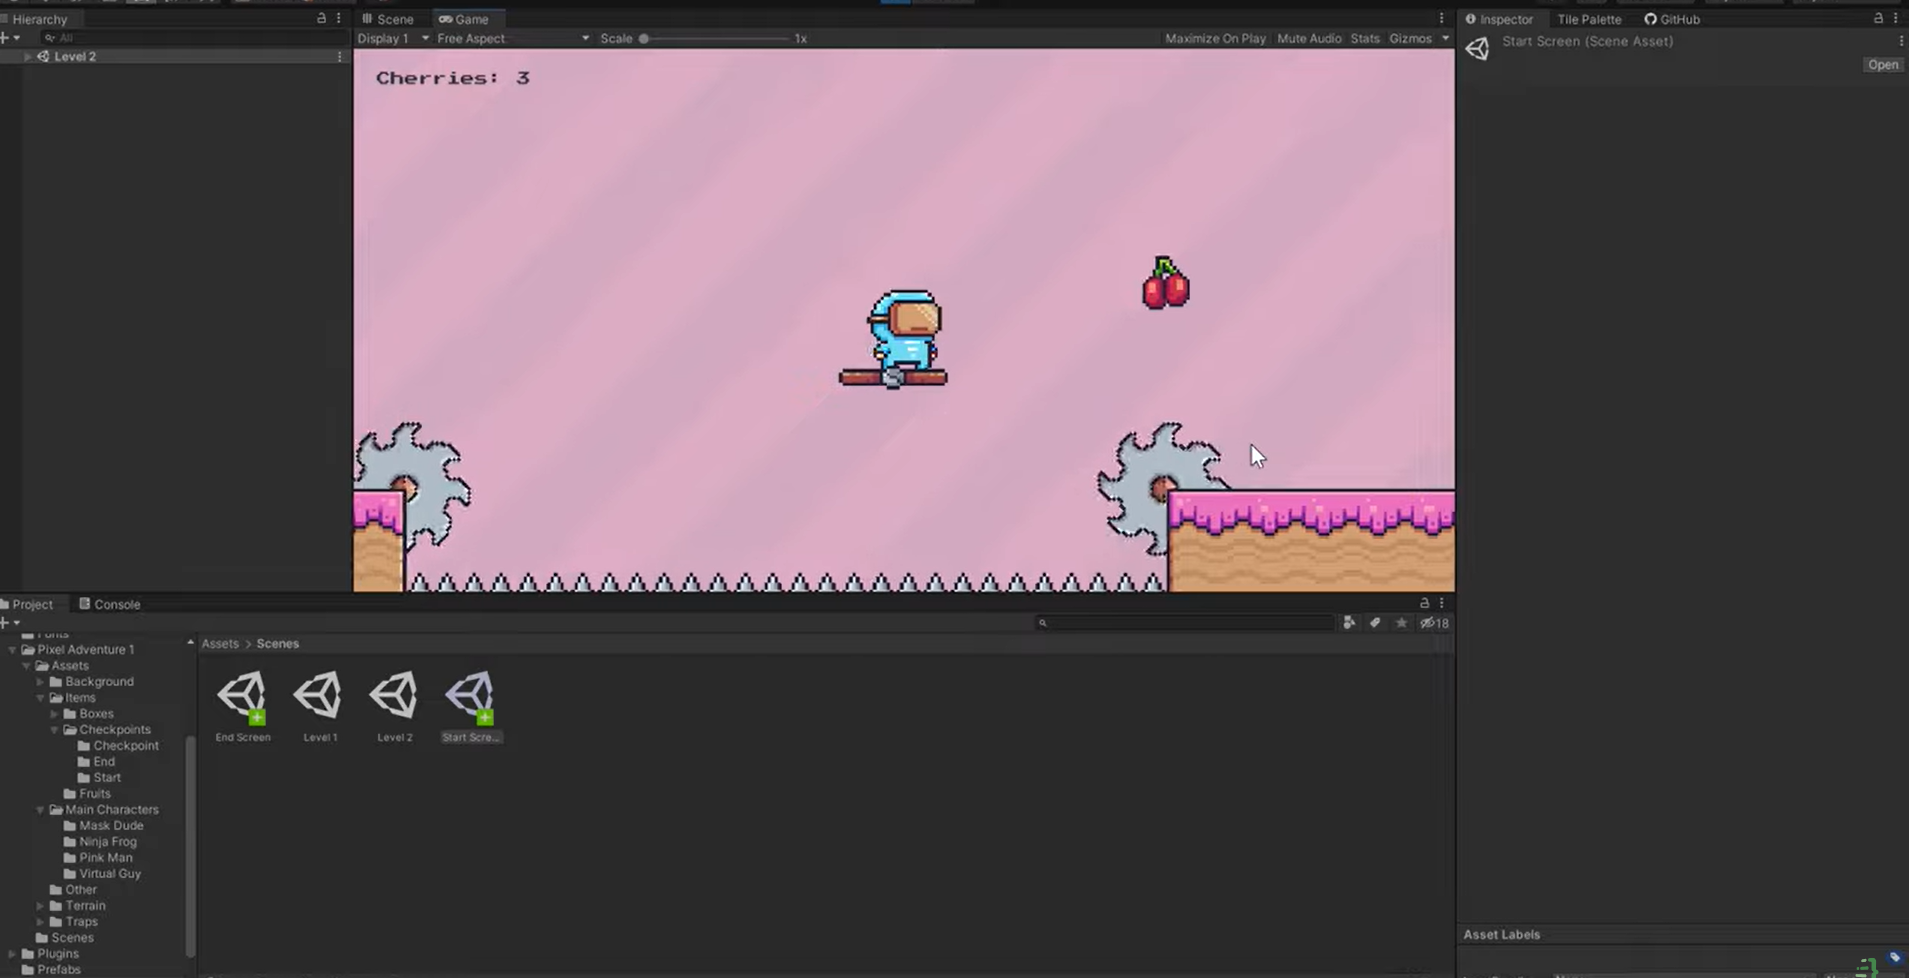 Hierarchy
All
Level 2
Scene Game
Display 1 Free Aspect Scale 1x Maximize On Play Mute Audio Stats Gizmos
Cherries: 3
Inspector Tile Palette GitHub
Start Screen (Scene Asset)
Open
Project Console
18
Fonts
Pixel Adventure 1
Assets
Background
Items
Boxes
Checkpoints
Checkpoint
End
Start
Fruits
Main Characters
Mask Dude
Ninja Frog
Pink Man
Virtual Guy
Other
Terrain
Traps
Scenes
Plugins
Prefabs
Assets > Scenes
End Screen Level 1 Level 2 Start Scre...
Asset Labels